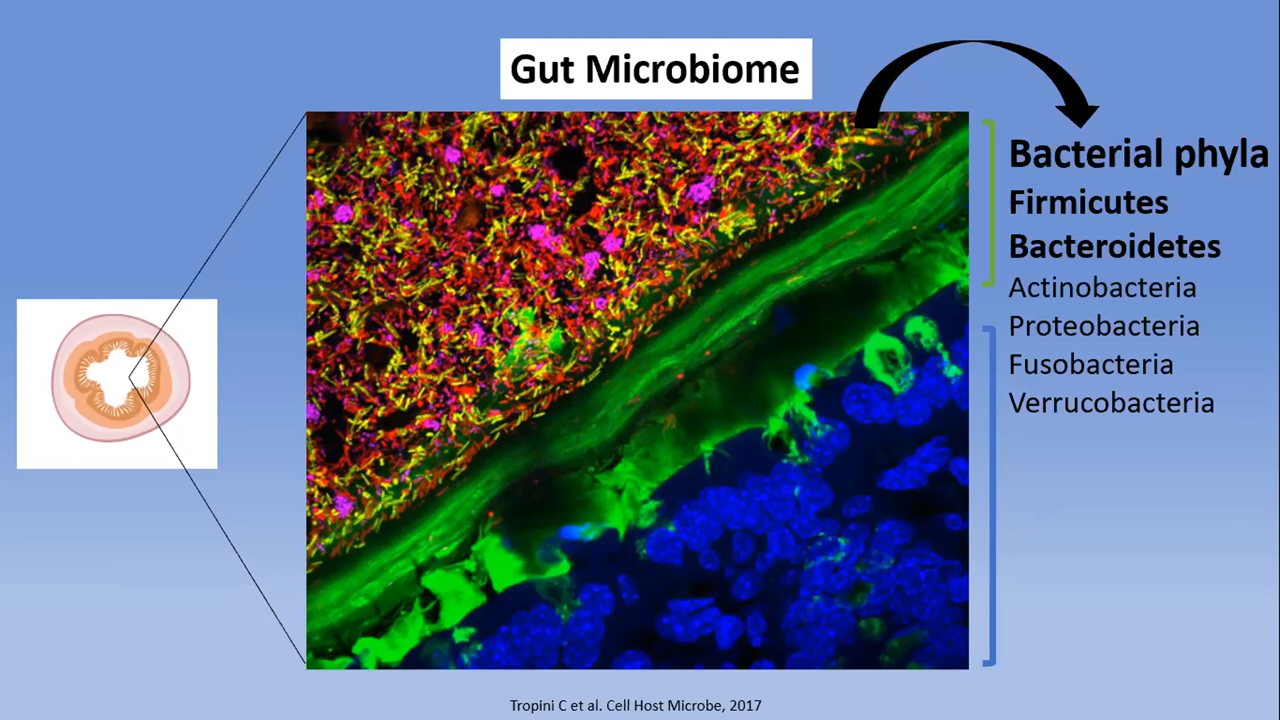 Gut Microbiome
Bacterial phyla
Firmicutes
Bacteroidetes
Actinobacteria
Proteobacteria
Fusobacteria
Verrucobacteria
Tropini C et al. Cell Host Microbe, 2017